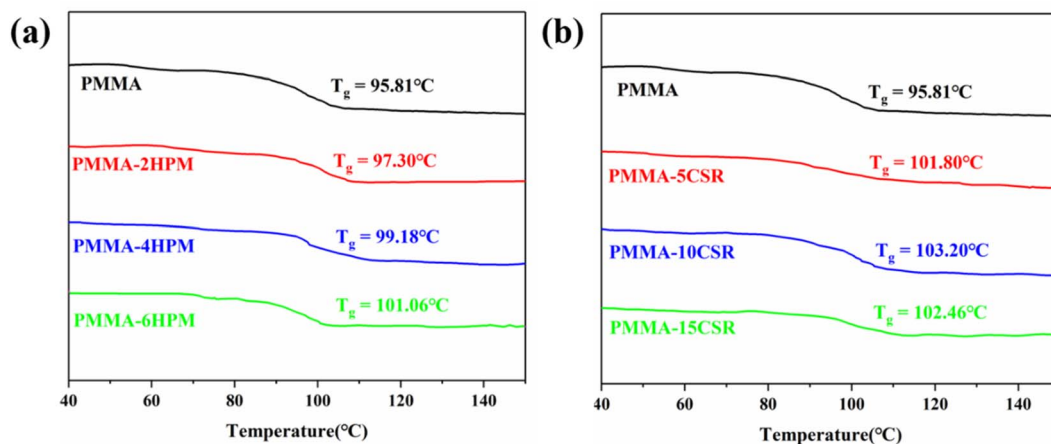 (a)
PMMA
Tg = 95.81℃
PMMA-2HPM
Tg = 97.30℃
PMMA-4HPM
Tg = 99.18℃
PMMA-6HPM
Tg = 101.06℃
40 60 80 100 120 140
Temperature(℃)
(b)
PMMA
Tg = 95.81℃
PMMA-5CSR
Tg = 101.80℃
PMMA-10CSR
Tg = 103.20℃
PMMA-15CSR
Tg = 102.46℃
40 60 80 100 120 140
Temperature(℃)